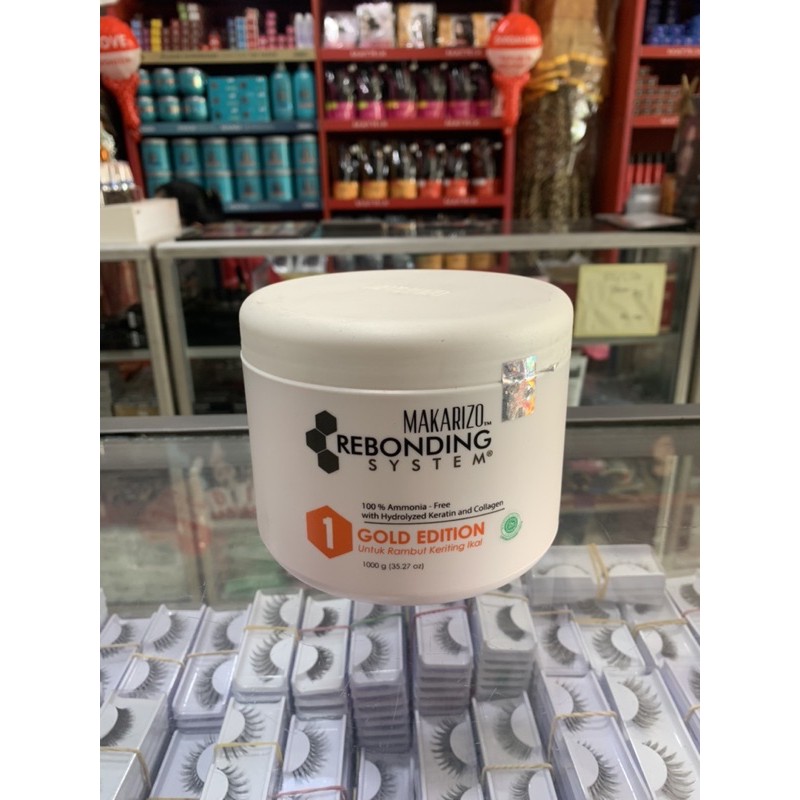 MAKARIZO™
REBONDING
SYSTEM®
100 % Ammonia - Free
with Hydrolyzed Keratin and Collagen
1
GOLD EDITION
Untuk Rambut Keriting Ikal
1000 g (35.27 oz)